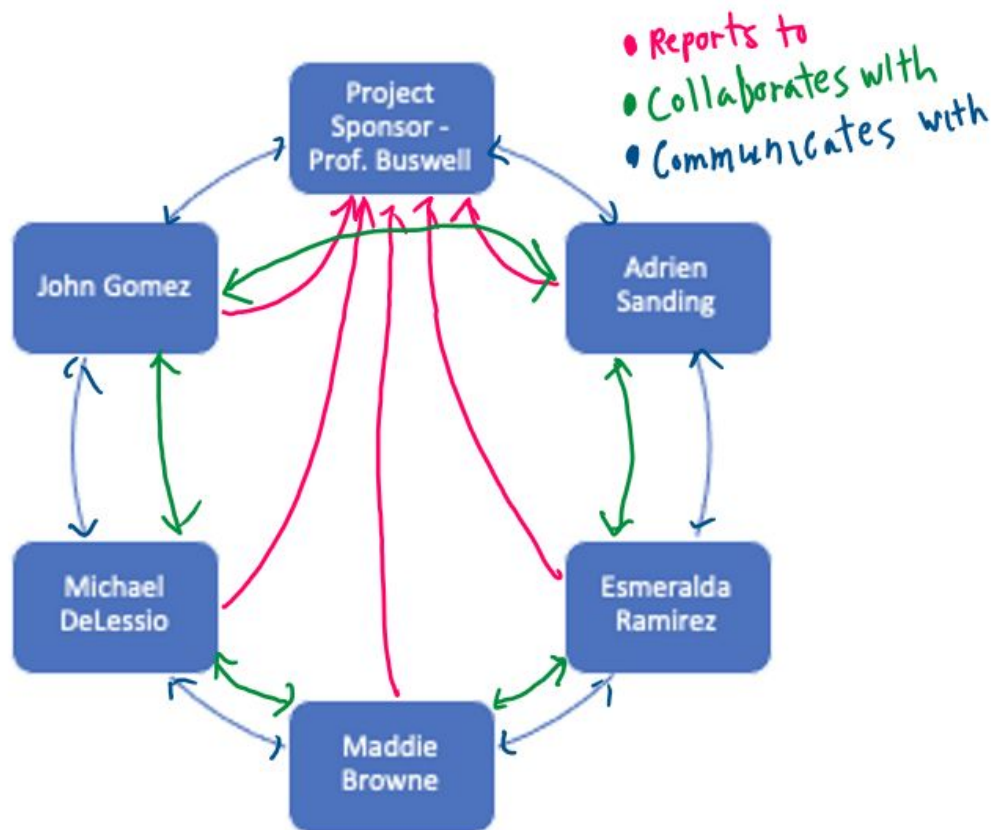 • Reports to
• Collaborates with
• Communicates with
Project
Sponsor -
Prof. Buswell
John Gomez
Adrien
Sanding
Michael
DeLessio
Esmeralda
Ramirez
Maddie
Browne